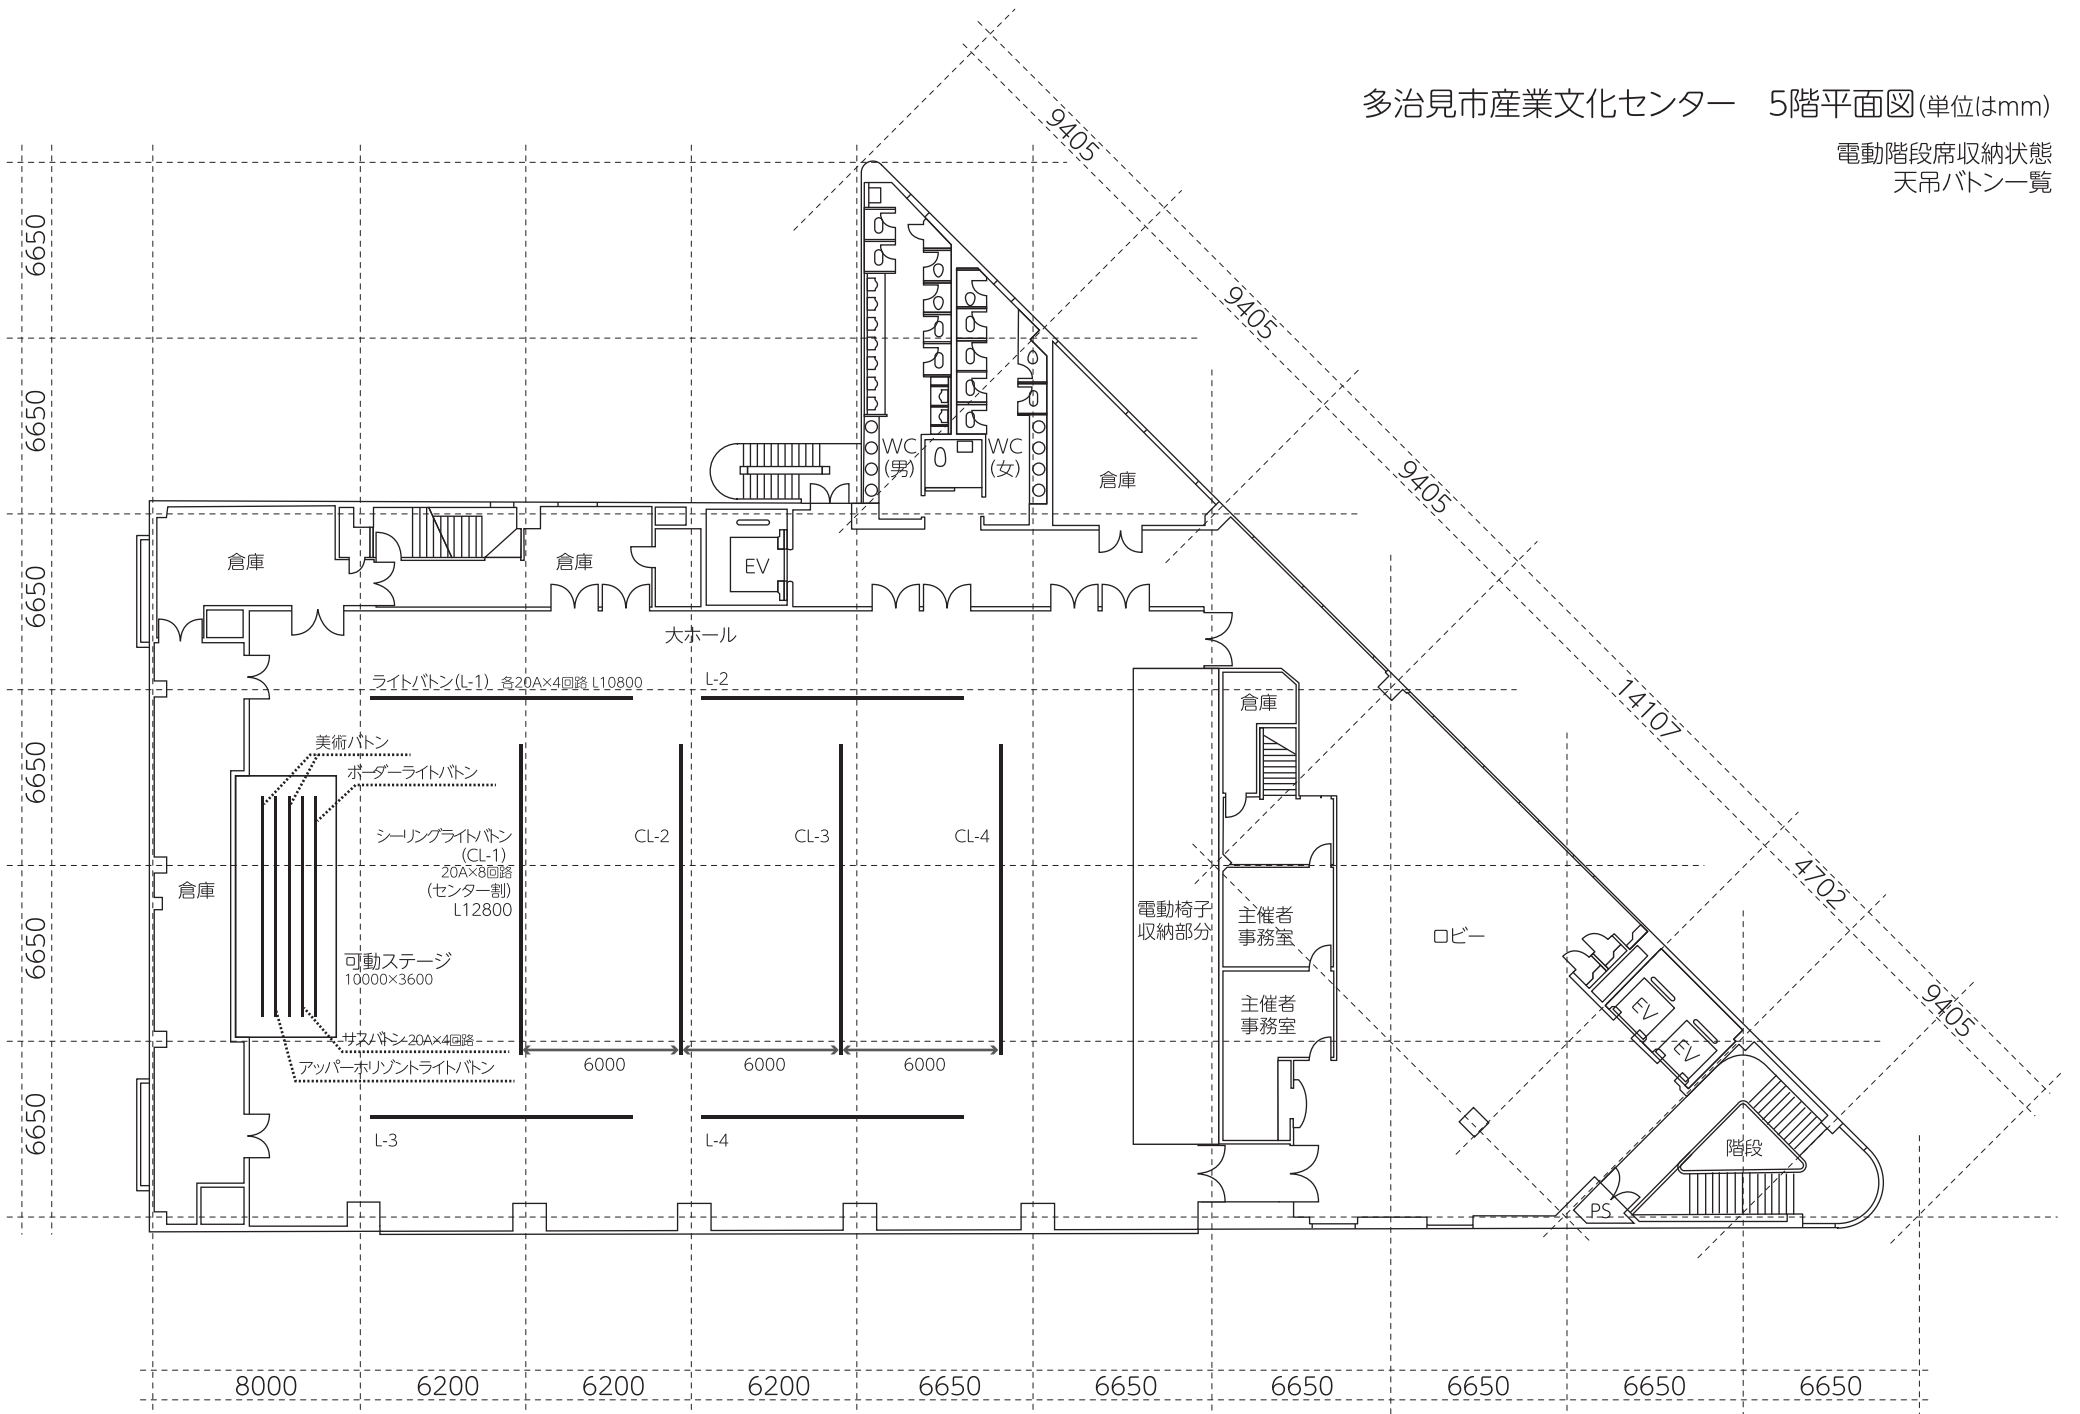 多治見市産業文化センター　5階平面図(単位はmm)
電動階段席収納状態
天吊バトン一覧
9405
9405
9405
14107
4702
9405
6650
6650
6650
6650
6650
6650
WC
(男)
WC
(女)
倉庫
倉庫
倉庫
EV
大ホール
ライトバトン(L-1) 各20A×4回路 L10800
L-2
倉庫
美術バトン
ボーダーライトバトン
シーリングライトバトン
(CL-1)
20A×8回路
(センター割)
L12800
CL-2
CL-3
CL-4
倉庫
電動椅子
収納部分
主催者
事務室
ロビー
可動ステージ
10000×3600
主催者
事務室
EV
EV
サスバトン 20A×4回路
アッパーホリゾントライトバトン
6000
6000
6000
L-3
L-4
階段
PS
8000
6200
6200
6200
6650
6650
6650
6650
6650
6650